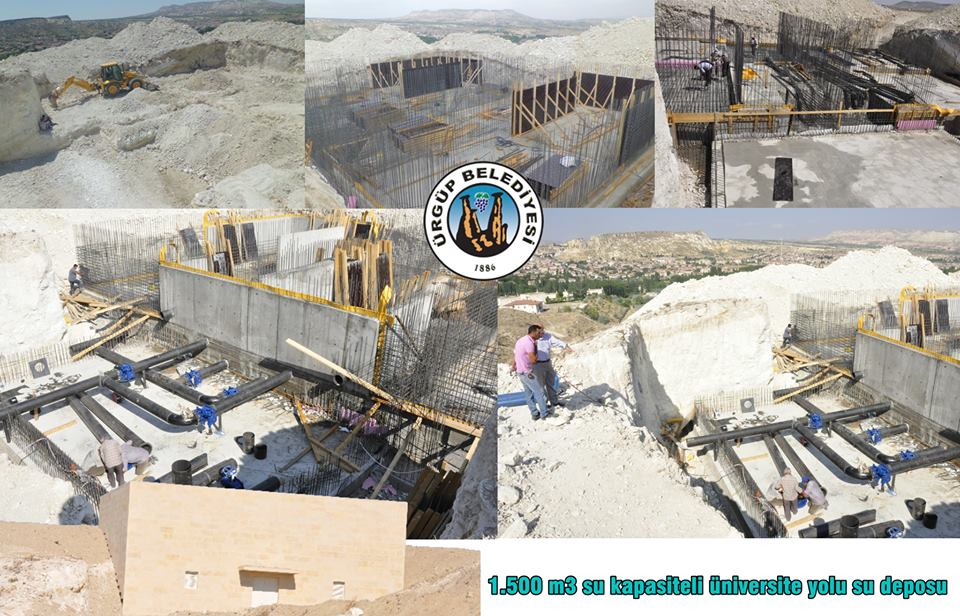 ÜRGÜP BELEDİYESİ
1886
1.500 m3 su kapasiteli üniversite yolu su deposu